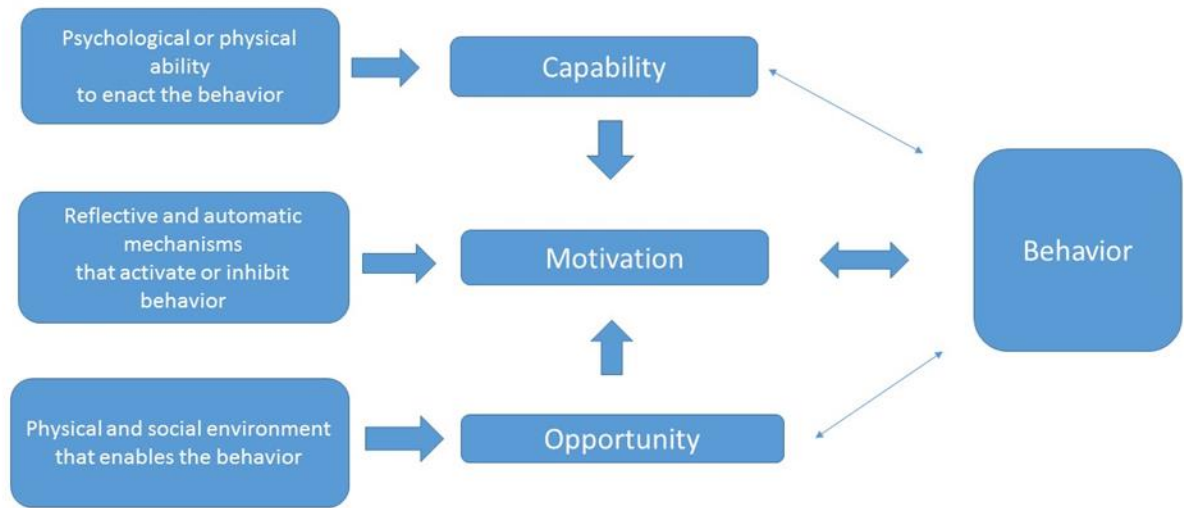 Psychological or physical
ability
to enact the behavior
Capability
Reflective and automatic
mechanisms
that activate or inhibit
behavior
Motivation
Behavior
Physical and social environment
that enables the behavior
Opportunity